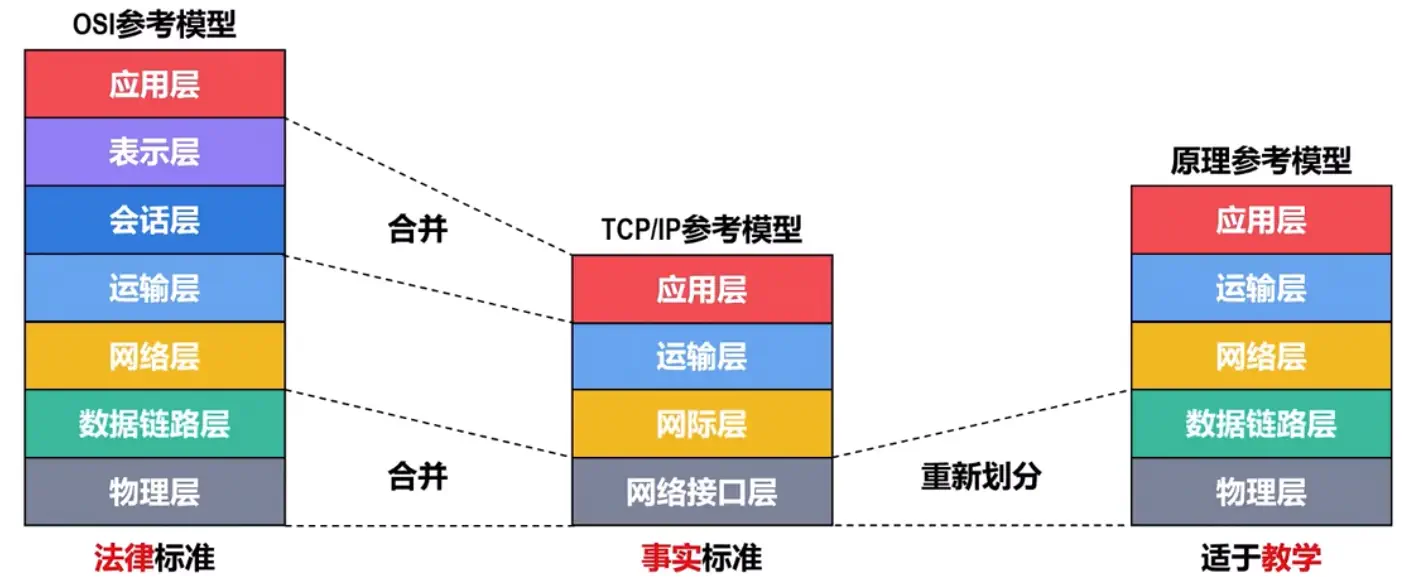 OSI参考模型
应用层
表示层
会话层
运输层
网络层
数据链路层
物理层
法律标准
合并
合并
TCP/IP参考模型
应用层
运输层
网际层
网络接口层
事实标准
重新划分
原理参考模型
应用层
运输层
网络层
数据链路层
物理层
适于教学